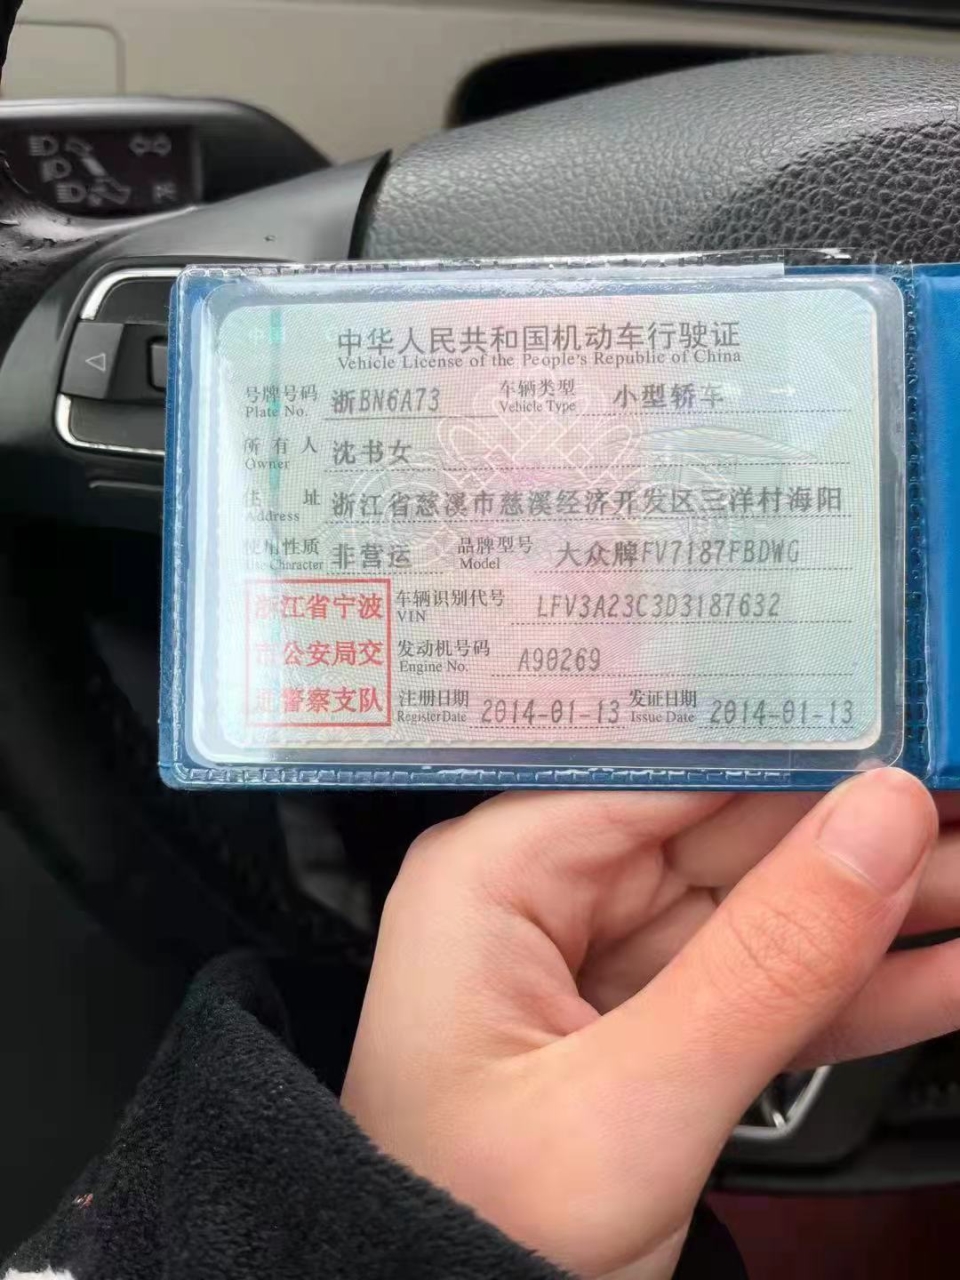 中华人民共和国机动车行驶证
Vehicle License of the People's Republic of China
号牌号码 浙BN6A73 车辆类型 小型轿车
Plate No. Vehicle Type
所有人 沈书女
Owner
住址 浙江省慈溪市慈溪经济开发区三洋村海阳
Address
使用性质 非营运 品牌型号 大众牌FV7187FBDWG
Use Character Model
浙江省宁波 车辆识别代号 LFV3A23C3D3187632
VIN
市公安局交 发动机号码 A90269
Engine No.
通警察支队 注册日期 2014-01-13 发证日期 2014-01-13
Register Date Issue Date